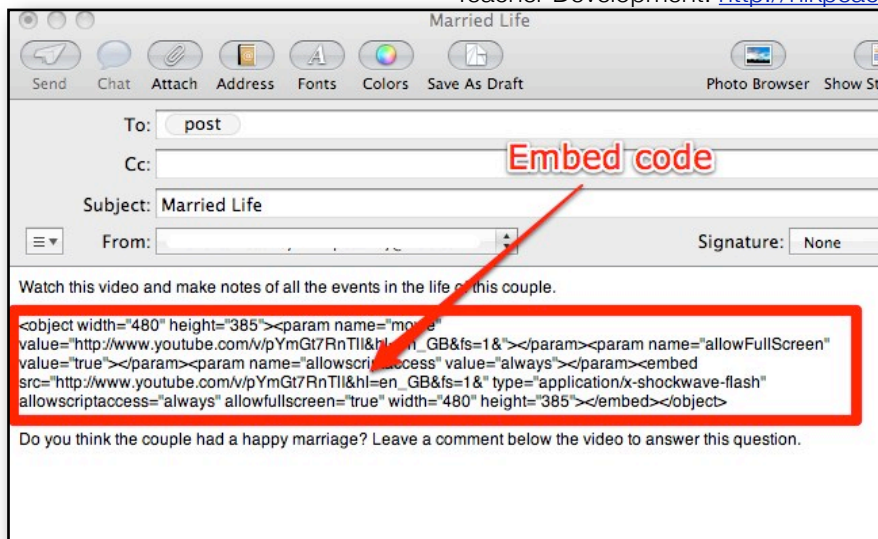 Teacher Development:
Married Life
Send Chat Attach Address Fonts Colors Save As Draft Photo Browser Show
To: post
Cc:
Embed code
Subject: Married Life
From: Signature: None
Watch this video and make notes of all the events in the life of this couple.
<object width="480" height="385"><param name="movie"
value="http://www.youtube.com/v/pYmGt7RnTlI&hl=en_GB&fs=1&"></param><param name="allowFullScreen"
value="true"></param><param name="allowscriptaccess" value="always"></param><embed
src="http://www.youtube.com/v/pYmGt7RnTlI&hl=en_GB&fs=1&" type="application/x-shockwave-flash"
allowscriptaccess="always" allowfullscreen="true" width="480" height="385"></embed></object>
Do you think the couple had a happy marriage? Leave a comment below the video to answer this question.